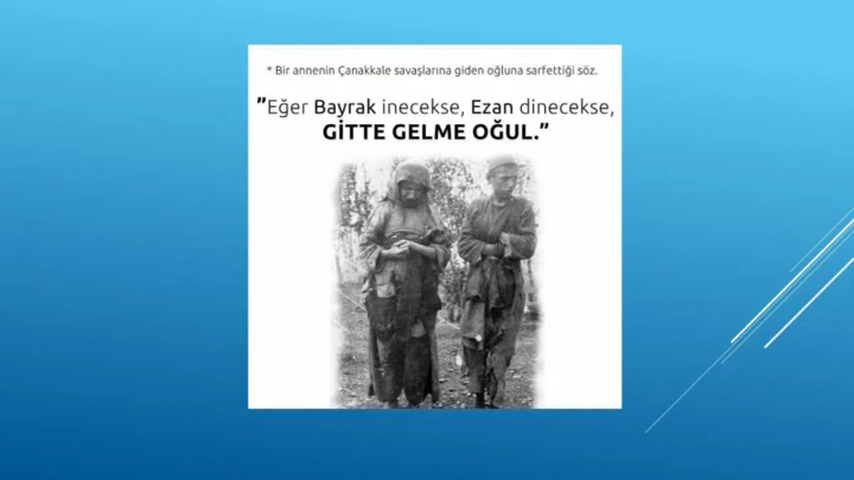 * Bir annenin Çanakkale savaşlarına giden oğluna sarfettiği söz.
”Eğer Bayrak inecekse, Ezan dinecekse,
GİTTE GELME OĞUL.”